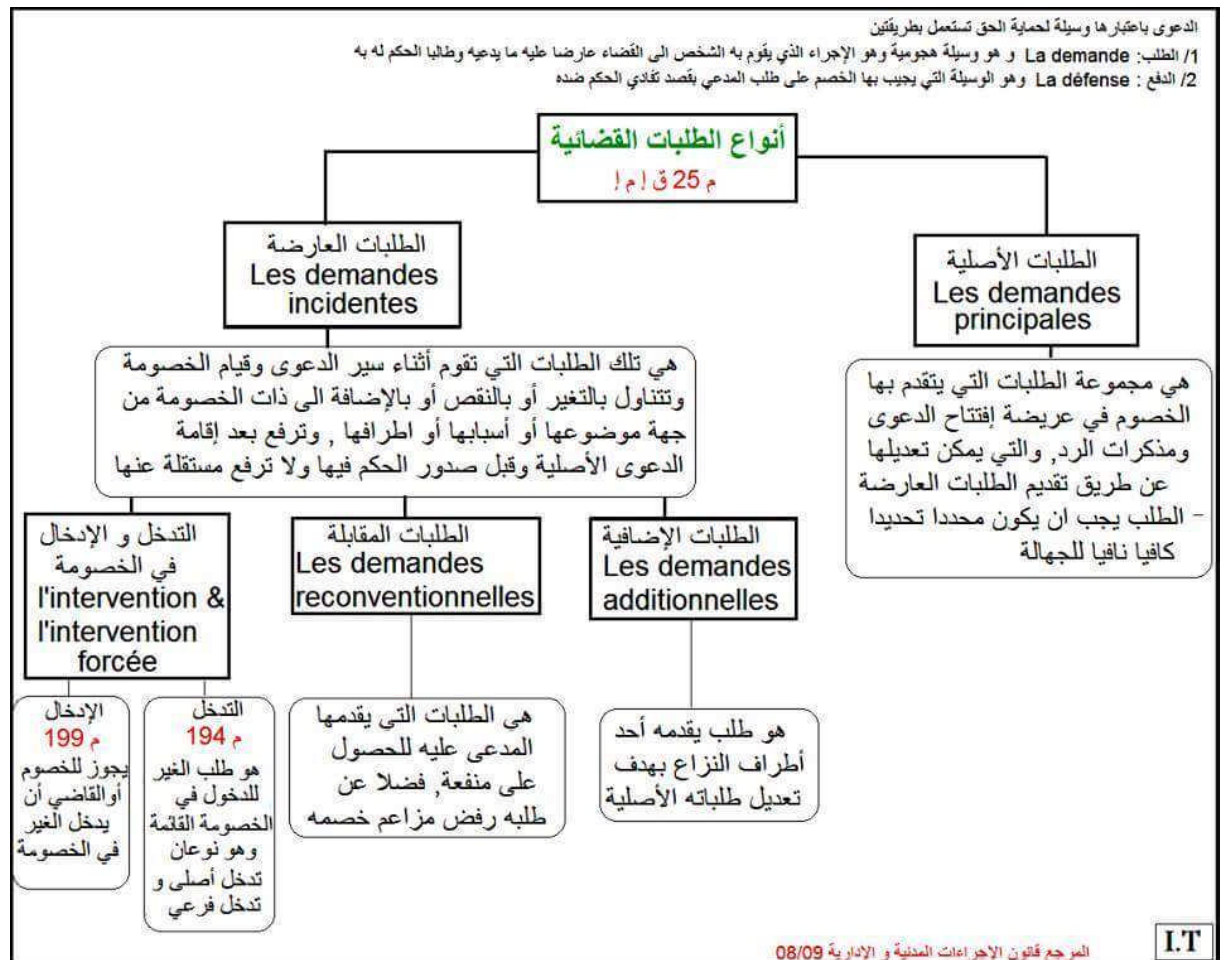 الدعوى باعتبارها وسيلة لحماية الحق تستعمل بطريقتين
1/ الطلب: La demande و هو وسيلة هجومية وهو الإجراء الذي يقوم به الشخص الى القضاء عارضا عليه ما يدعيه وطالبا الحكم له به
2/ الدفع : La défense وهو الوسيلة التي يجيب بها الخصم على طلب المدعي بقصد تفادي الحكم ضده
أنواع الطلبات القضائية
م 25 ق إ م إ
الطلبات الأصلية
Les demandes
principales
هي مجموعة الطلبات التي يتقدم بها
الخصوم في عريضة إفتتاح الدعوى
ومذكرات الرد, والتي يمكن تعديلها
عن طريق تقديم الطلبات العارضة
- الطلب يجب ان يكون محددا تحديدا
كافيا نافيا للجهالة
الطلبات العارضة
Les demandes
incidentes
هي تلك الطلبات التي تقوم أثناء سير الدعوى وقيام الخصومة
وتتناول بالتغير أو بالنقص أو بالإضافة الى ذات الخصومة من
جهة موضوعها أو أسبابها أو اطرافها , وترفع بعد إقامة
الدعوى الأصلية وقبل صدور الحكم فيها ولا ترفع مستقلة عنها
الطلبات الإضافية
Les demandes
additionnelles
هو طلب يقدمه أحد
أطراف النزاع بهدف
تعديل طلباته الأصلية
الطلبات المقابلة
Les demandes
reconventionnelles
هي الطلبات التي يقدمها
المدعى عليه للحصول
على منفعة, فضلا عن
طلبه رفض مزاعم خصمه
التدخل و الإدخال
في الخصومة
l'intervention &
l'intervention
forcée
التدخل
م 194
هو طلب الغير
للدخول في
الخصومة القائمة
وهو نوعان
تدخل أصلى و
تدخل فرعي
الإدخال
م 199
يجوز للخصوم
أوالقاضي أن
يدخل الغير
في الخصومة
المرجع قانون الاجراءات المدنية و الادارية 08/09
I.T